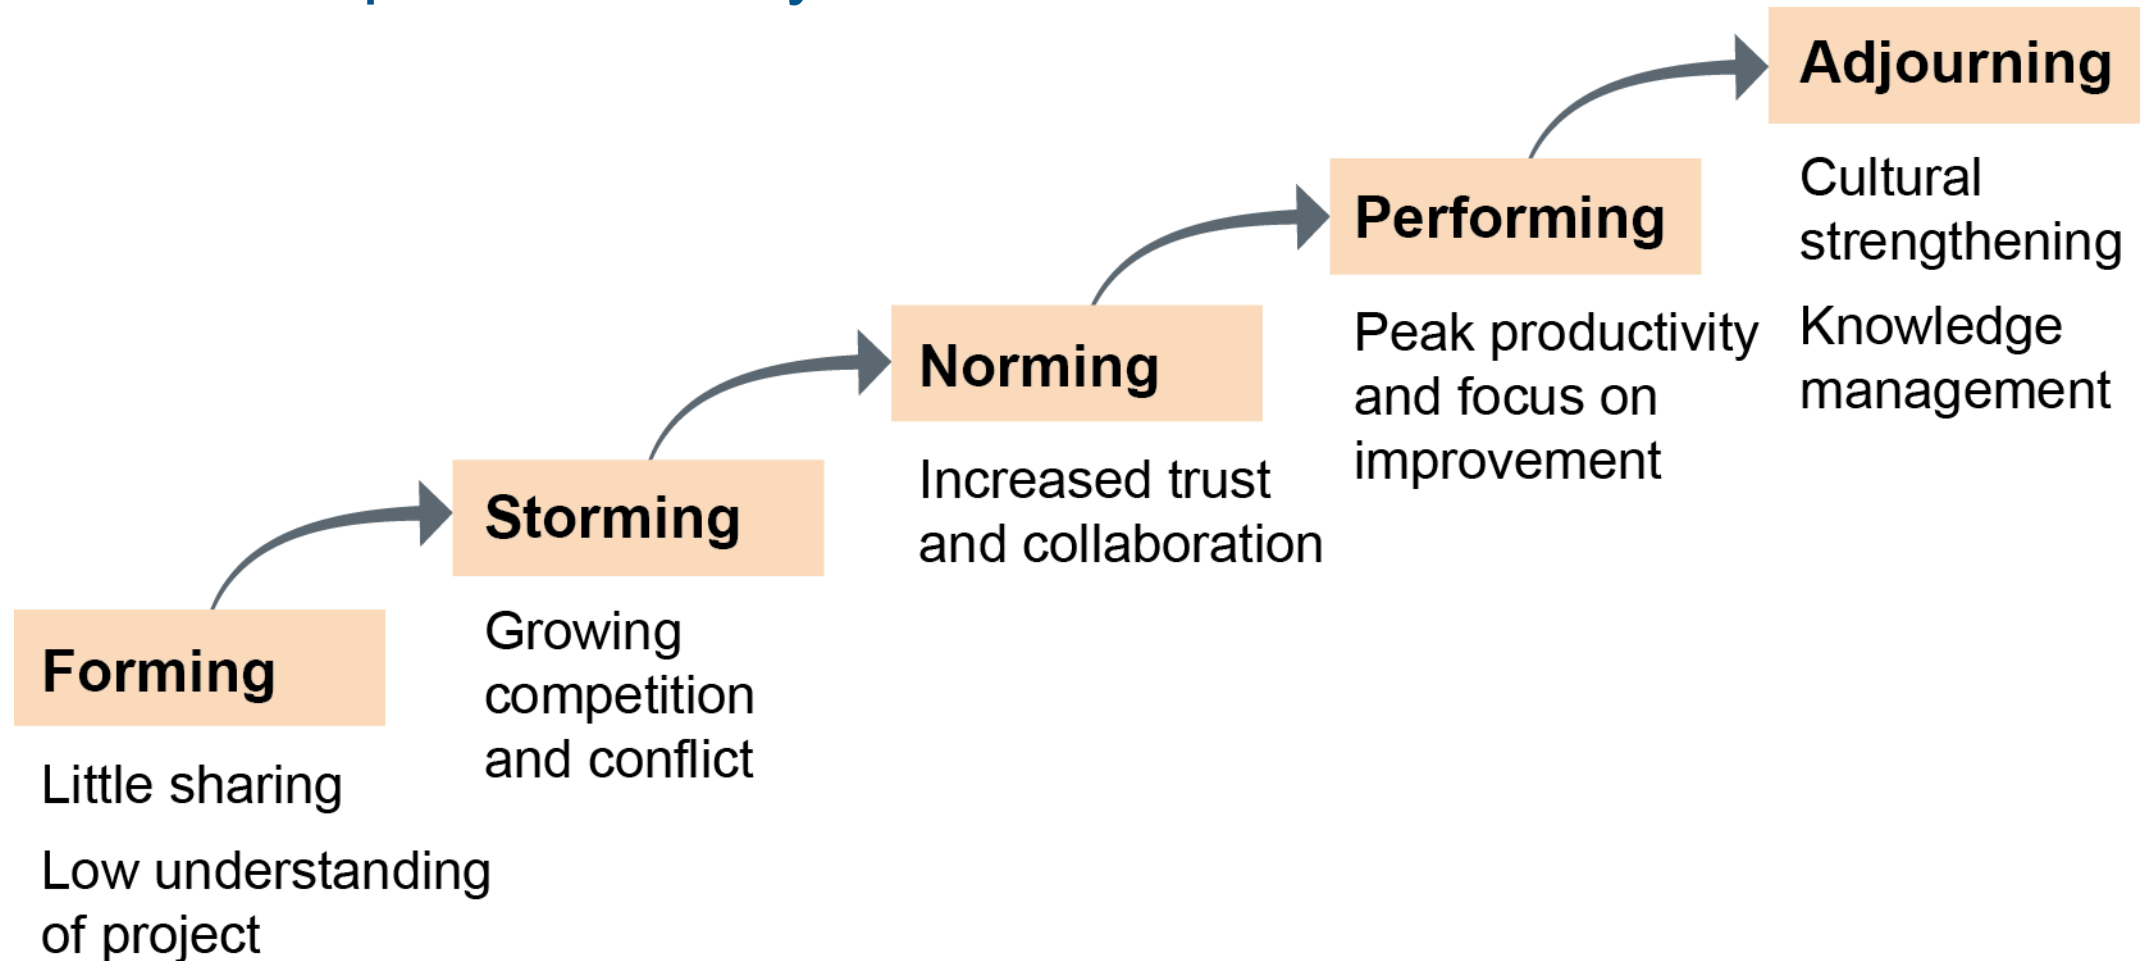 Forming
Little sharing
Low understanding
of project
Storming
Growing
competition
and conflict
Norming
Increased trust
and collaboration
Performing
Peak productivity
and focus on
improvement
Adjourning
Cultural
strengthening
Knowledge
management